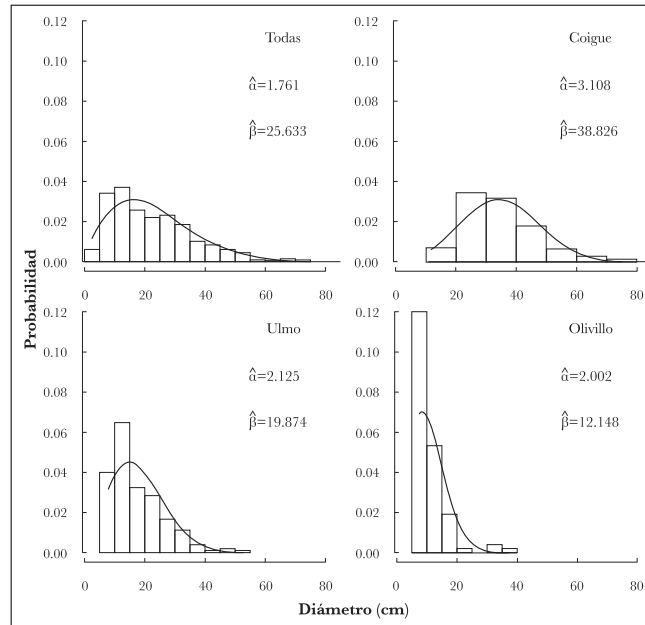 0.12
0.10
0.08
0.06
0.04
0.02
0.00
0 20 40 60 80
Todas
α̂=1.761
β̂=25.633
0.12
0.10
0.08
0.06
0.04
0.02
0.00
0 20 40 60 80
Coigue
α̂=3.108
β̂=38.826
Probabilidad
0.12
0.10
0.08
0.06
0.04
0.02
0.00
0 20 40 60 80
Ulmo
α̂=2.125
β̂=19.874
0.12
0.10
0.08
0.06
0.04
0.02
0.00
0 20 40 60 80
Olivillo
α̂=2.002
β̂=12.148
Diámetro (cm)